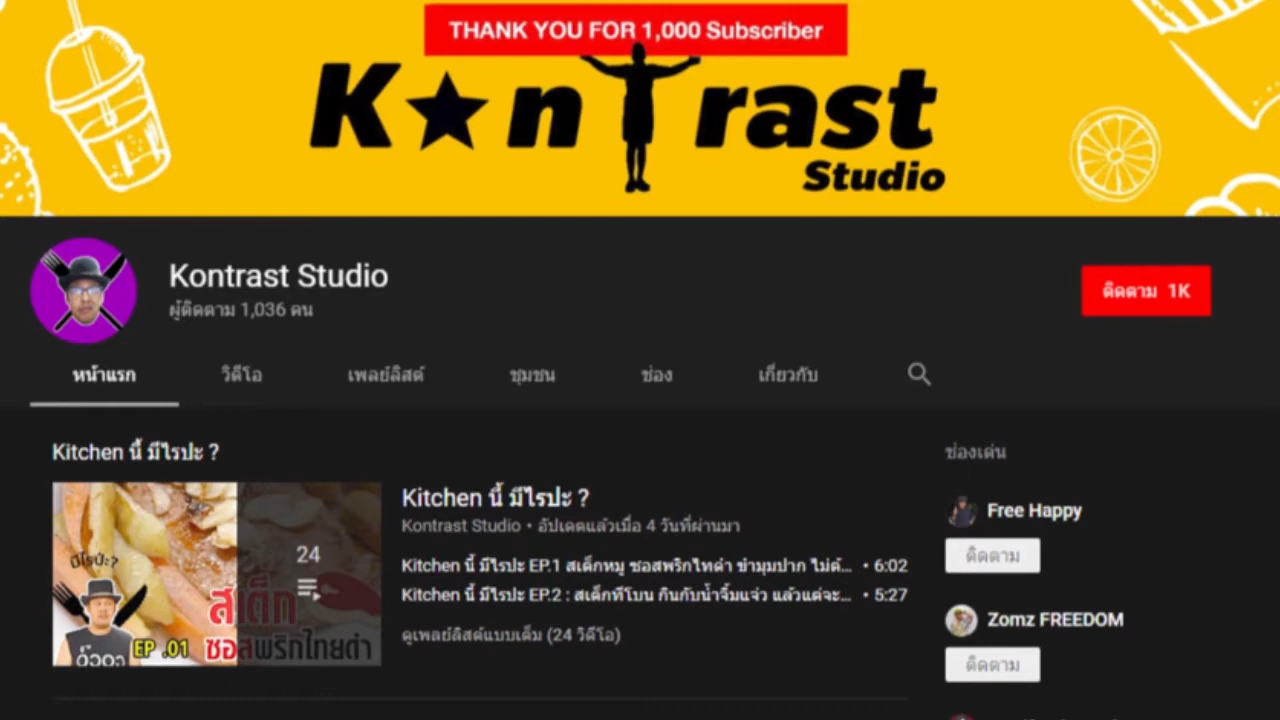 THANK YOU FOR 1,000 Subscriber
K★nTrast
Studio
Kontrast Studio
ผู้ติดตาม 1,036 คน
ติดตาม 1K
หน้าแรก วิดีโอ เพลย์ลิสต์ ชุมชน ช่อง เกี่ยวกับ
Kitchen นี้ มีไรปะ ?
มีไรป่ะ?
EP .01
สเต็ก
ซอสพริกไทยดำ
24
Kitchen นี้ มีไรปะ ?
Kontrast Studio • อัปเดตแล้วเมื่อ 4 วันที่ผ่านมา
Kitchen นี้ มีไรปะ EP.1 สเต็กหมู ซอสพริกไทดำ ขำมุมปาก ไม่ต้... • 6:02
Kitchen นี้ มีไรปะ EP.2 : สเต็กทีโบน กินกับน้ำจิ้มแจ่ว แล้วแต่จะ... • 5:27
ดูเพลย์ลิสต์แบบเต็ม (24 วิดีโอ)
ช่องเด่น
Free Happy
ติดตาม
Zomz FREEDOM
ติดตาม